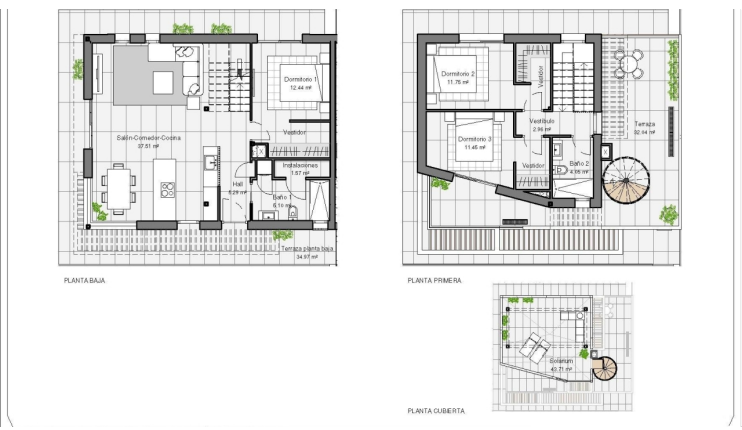 Dormitorio 1
12.44 m²
Salón-Comedor-Cocina
37.51 m²
Vestidor
Instalaciones
1.57 m²
Hall
Baño 1
Terraza planta baja
34.97 m²
PLANTA BAJA
Dormitorio 2
11.75 m²
Vestidor
Vestíbulo
2.96 m²
Terraza
32.94 m²
Dormitorio 3
11.45 m²
Vestidor
Baño 2
PLANTA PRIMERA
Solarium
43.71 m²
PLANTA CUBIERTA